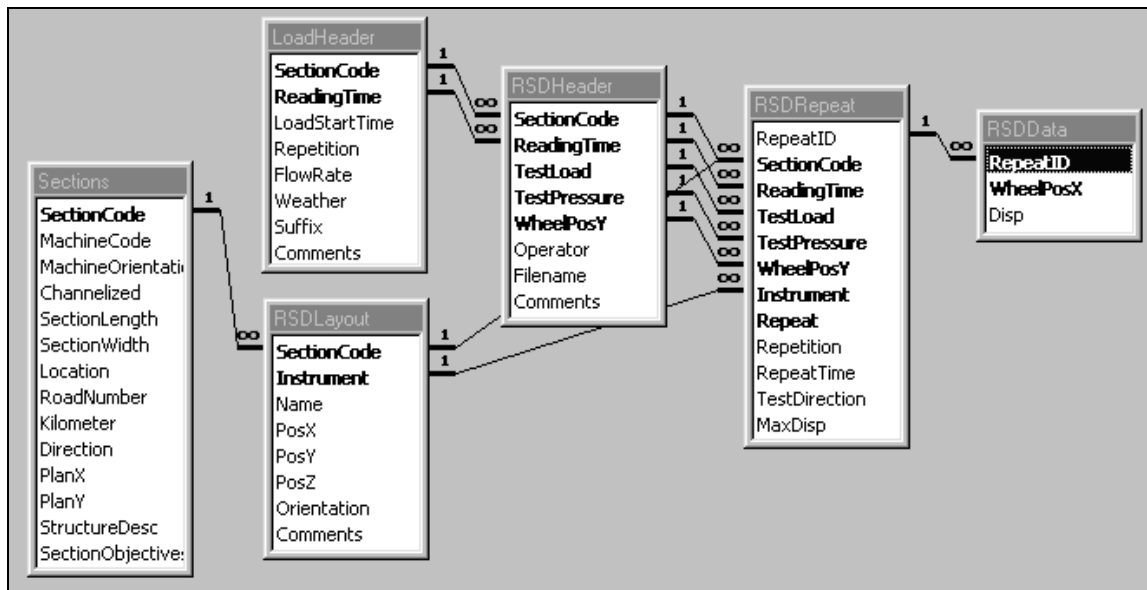 LoadHeader
SectionCode
ReadingTime
LoadStartTime
Repetition
FlowRate
Weather
Suffix
Comments
RSDHeader
SectionCode
ReadingTime
TestLoad
TestPressure
WheelPosY
Operator
Filename
Comments
RSDRepeat
RepeatID
SectionCode
ReadingTime
TestLoad
TestPressure
WheelPosY
Instrument
Repeat
Repetition
RepeatTime
TestDirection
MaxDisp
RSDData
RepeatID
WheelPosX
Disp
Sections
SectionCode
MachineCode
MachineOrientati
Channelized
SectionLength
SectionWidth
Location
RoadNumber
Kilometer
Direction
PlanX
PlanY
StructureDesc
SectionObjectives
RSDLayout
SectionCode
Instrument
Name
PosX
PosY
PosZ
Orientation
Comments
1
1
∞
∞
1
∞
1
1
1
1
1
1
1
∞
∞
∞
∞
∞
∞
1
∞